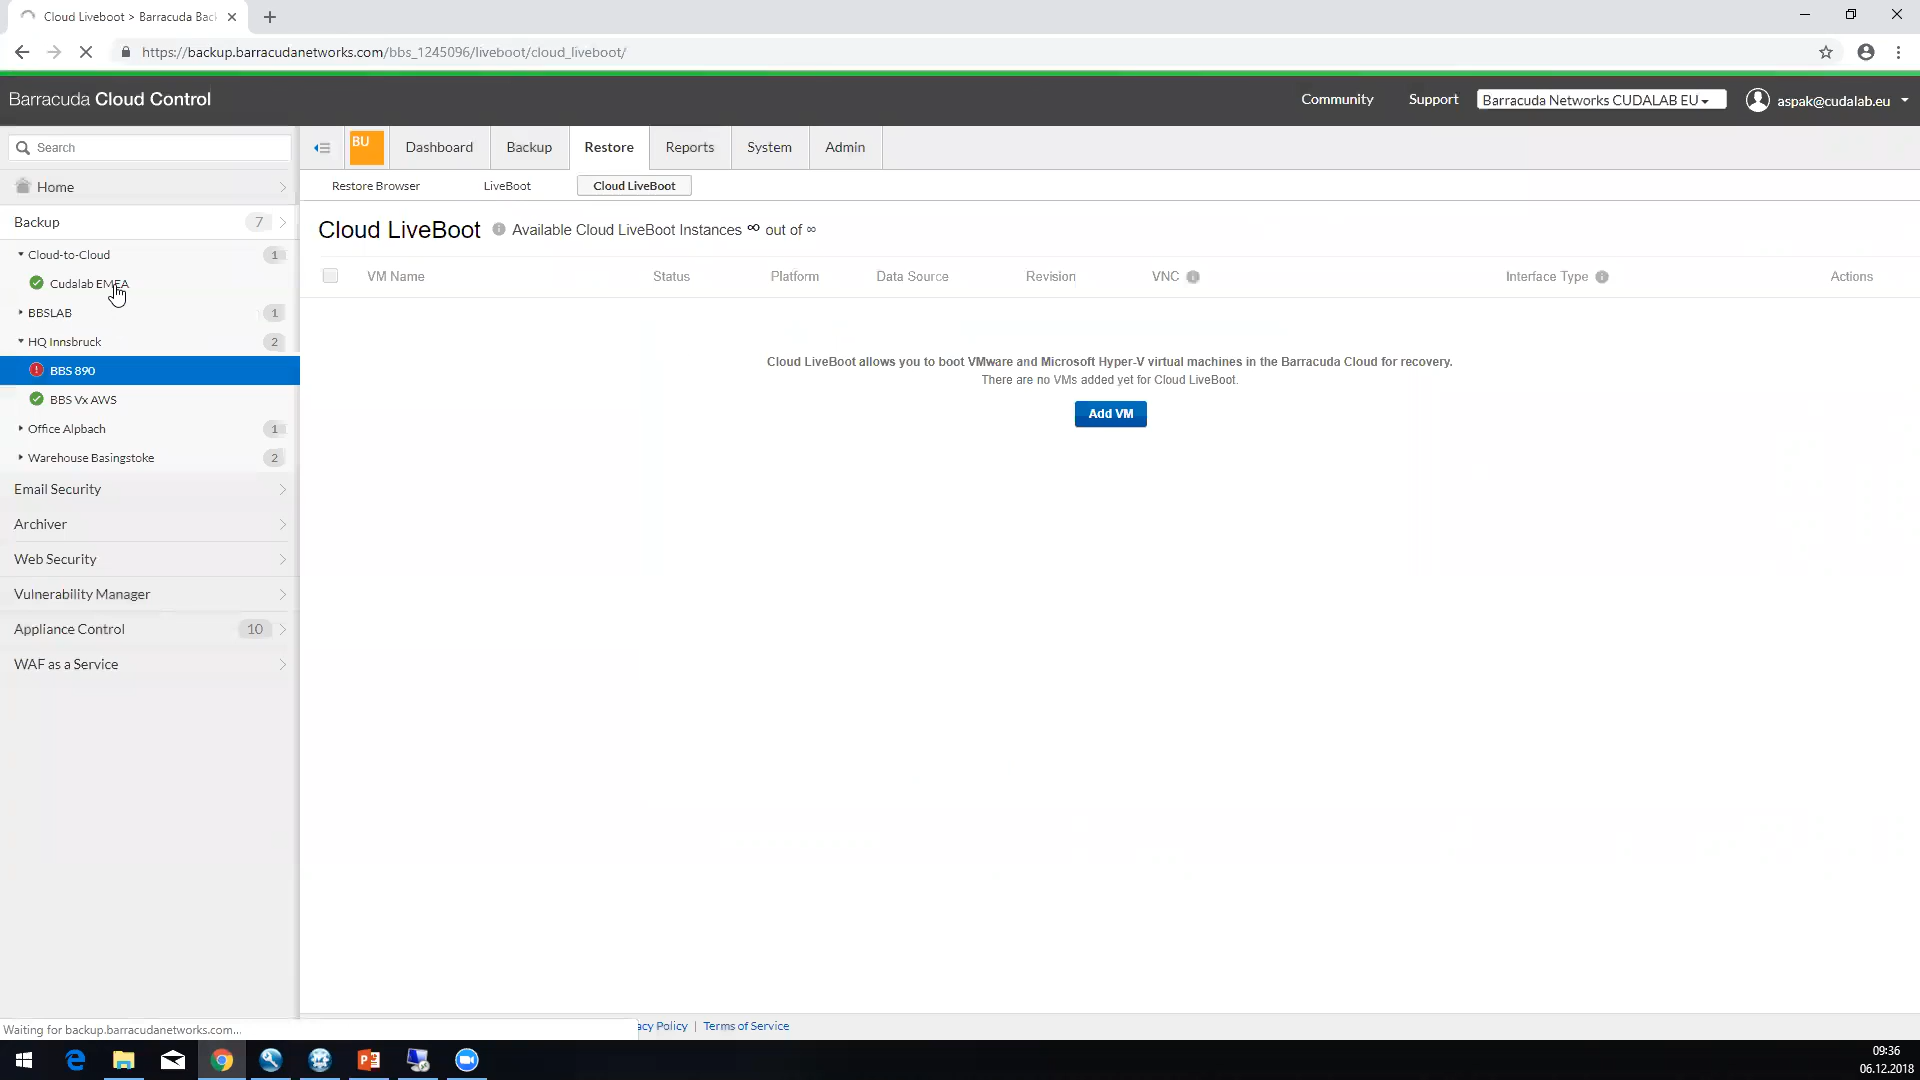 Cloud Liveboot > Barracuda Bac
https://backup.barracudanetworks.com/bbs_1245096/liveboot/cloud_liveboot/
Barracuda Cloud Control
Community
Support
Barracuda Networks CUDALAB EU
aspak@cudalab.eu
Search
BU
Dashboard
Backup
Restore
Reports
System
Admin
Home
Restore Browser
LiveBoot
Cloud LiveBoot
Backup
7
Cloud LiveBoot
Available Cloud LiveBoot Instances ∞ out of ∞
Cloud-to-Cloud
1
Cudalab EMEA
VM Name
Status
Platform
Data Source
Revision
VNC
Interface Type
Actions
BBSLAB
1
HQ Innsbruck
2
BBS 890
BBS Vx AWS
Office Alpbach
1
Warehouse Basingstoke
2
Cloud LiveBoot allows you to boot VMware and Microsoft Hyper-V virtual machines in the Barracuda Cloud for recovery.
There are no VMs added yet for Cloud LiveBoot.
Add VM
Email Security
Archiver
Web Security
Vulnerability Manager
Appliance Control
10
WAF as a Service
Waiting for backup.barracudanetworks.com...
acy Policy | Terms of Service
09:36
06.12.2018